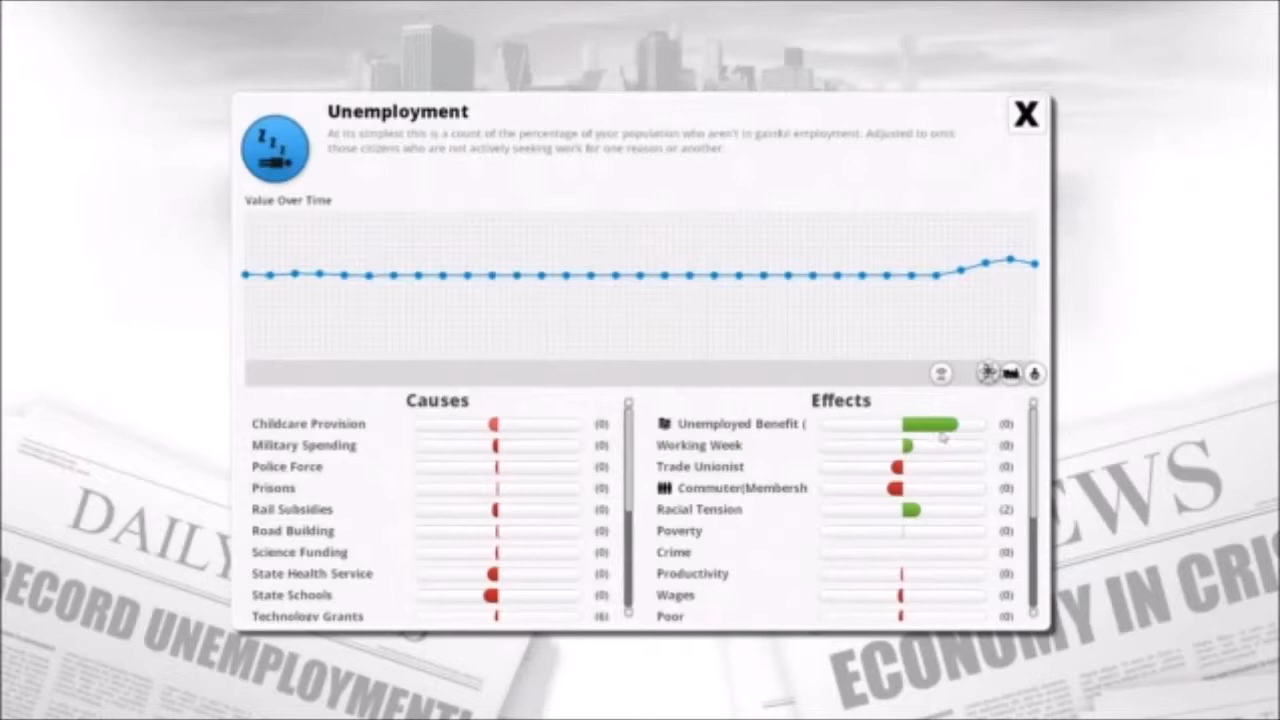 Unemployment
X
At its simplest this is a count of the percentage of your population who aren't in gainful employment. Adjusted to omit
those citizens who are not actively seeking work for one reason or another.
z z z
Value Over Time
Causes
Effects
Childcare Provision (0)
Unemployed Benefit ( (0)
Military Spending (0)
Working Week (0)
Police Force (0)
Trade Unionist (0)
Prisons (0)
Commuter(Membersh (0)
Rail Subsidies (0)
Racial Tension (2)
Road Building (0)
Poverty (0)
Science Funding (0)
Crime (0)
State Health Service (0)
Productivity (0)
State Schools (0)
Wages (0)
Technology Grants (6)
Poor (0)
DAILY
RECORD UNEMPLOYMENT!
EWS
ECONOMY IN CRI